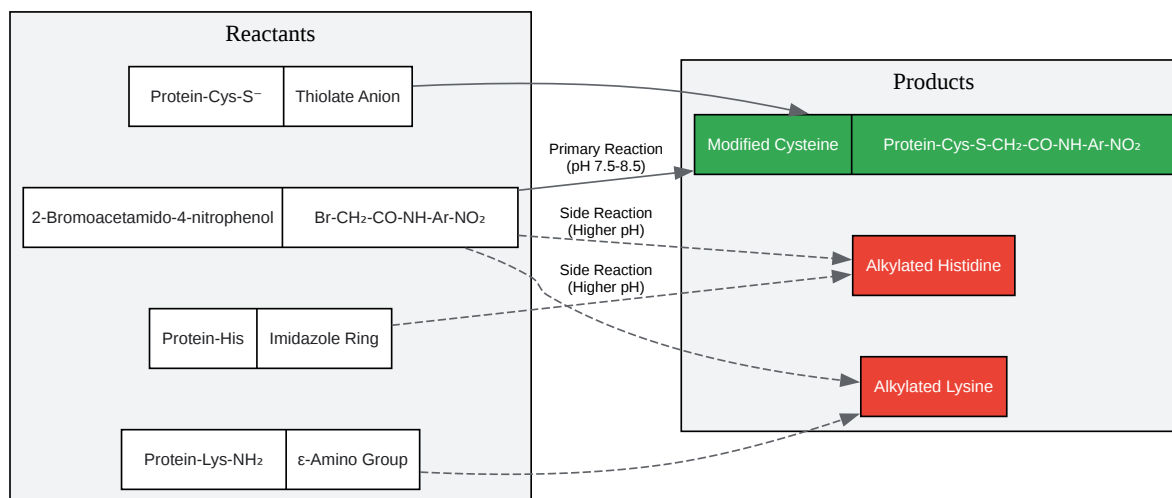 Reactants
Protein-Cys-S⁻
Thiolate Anion
2-Bromoacetamido-4-nitrophenol
Br-CH₂-CO-NH-Ar-NO₂
Protein-His
Imidazole Ring
Protein-Lys-NH₂
ε-Amino Group
Primary Reaction
(pH 7.5-8.5)
Side Reaction
(Higher pH)
Side Reaction
(Higher pH)
Products
Modified Cysteine
Protein-Cys-S-CH₂-CO-NH-Ar-NO₂
Alkylated Histidine
Alkylated Lysine